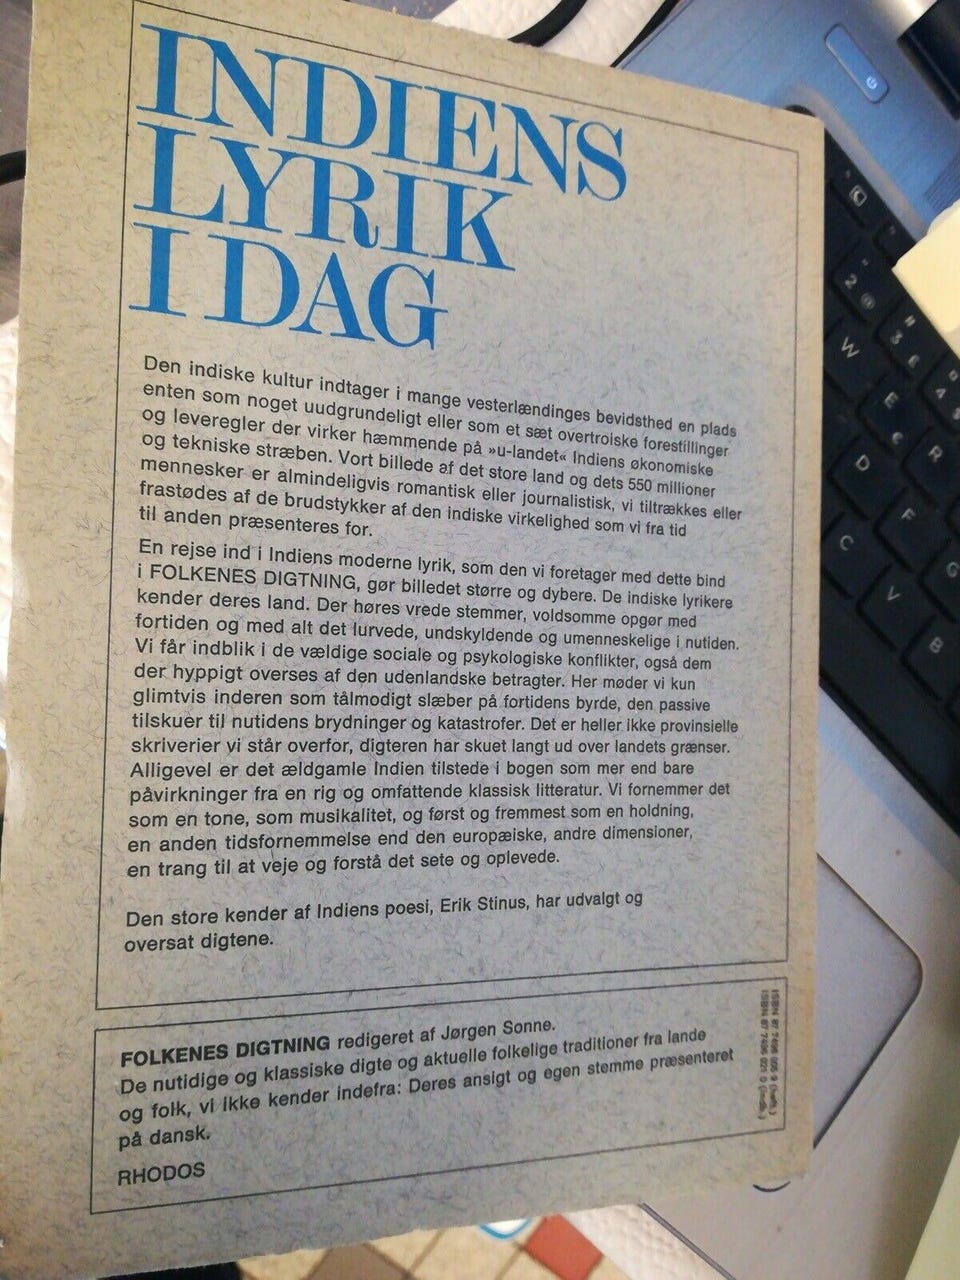 INDIENS
LYRIK
I DAG
Den indiske kultur indtager i mange vesterlændinges bevidsthed en plads
enten som noget uudgrundeligt eller som et sæt overtroiske forestillinger
og leveregler der virker hæmmende på »u-landet« Indiens økonomiske
og tekniske stræben. Vort billede af det store land og dets 550 millioner
mennesker er almindeligvis romantisk eller journalistisk, vi tiltrækkes eller
frastødes af de brudstykker af den indiske virkelighed som vi fra tid
til anden præsenteres for.
En rejse ind i Indiens moderne lyrik, som den vi foretager med dette bind
i FOLKENES DIGTNING, gør billedet større og dybere. De indiske lyrikere
kender deres land. Der høres vrede stemmer, voldsomme opgør med
fortiden og med alt det lurvede, undskyldende og umenneskelige i nutiden.
Vi får indblik i de vældige sociale og psykologiske konflikter, også dem
der hyppigt overses af den udenlandske betragter. Her møder vi kun
glimtvis inderen som tålmodigt slæber på fortidens byrde, den passive
tilskuer til nutidens brydninger og katastrofer. Det er heller ikke provinsielle
skriverier vi står overfor, digteren har skuet langt ud over landets grænser.
Alligevel er det ældgamle Indien tilstede i bogen som mer end bare
påvirkninger fra en rig og omfattende klassisk litteratur. Vi fornemmer det
som en tone, som musikalitet, og først og fremmest som en holdning,
en anden tidsfornemmelse end den europæiske, andre dimensioner,
en trang til at veje og forstå det sete og oplevede.
Den store kender af Indiens poesi, Erik Stinus, har udvalgt og
oversat digtene.
FOLKENES DIGTNING redigeret af Jørgen Sonne.
De nutidige og klassiske digte og aktuelle folkelige traditioner fra lande
og folk, vi ikke kender indefra: Deres ansigt og egen stemme præsenteret
på dansk.
RHODOS
ISBN 87 7496
ISBN 87 7496
2
3
W
E
R
D
F
G
C
V
B